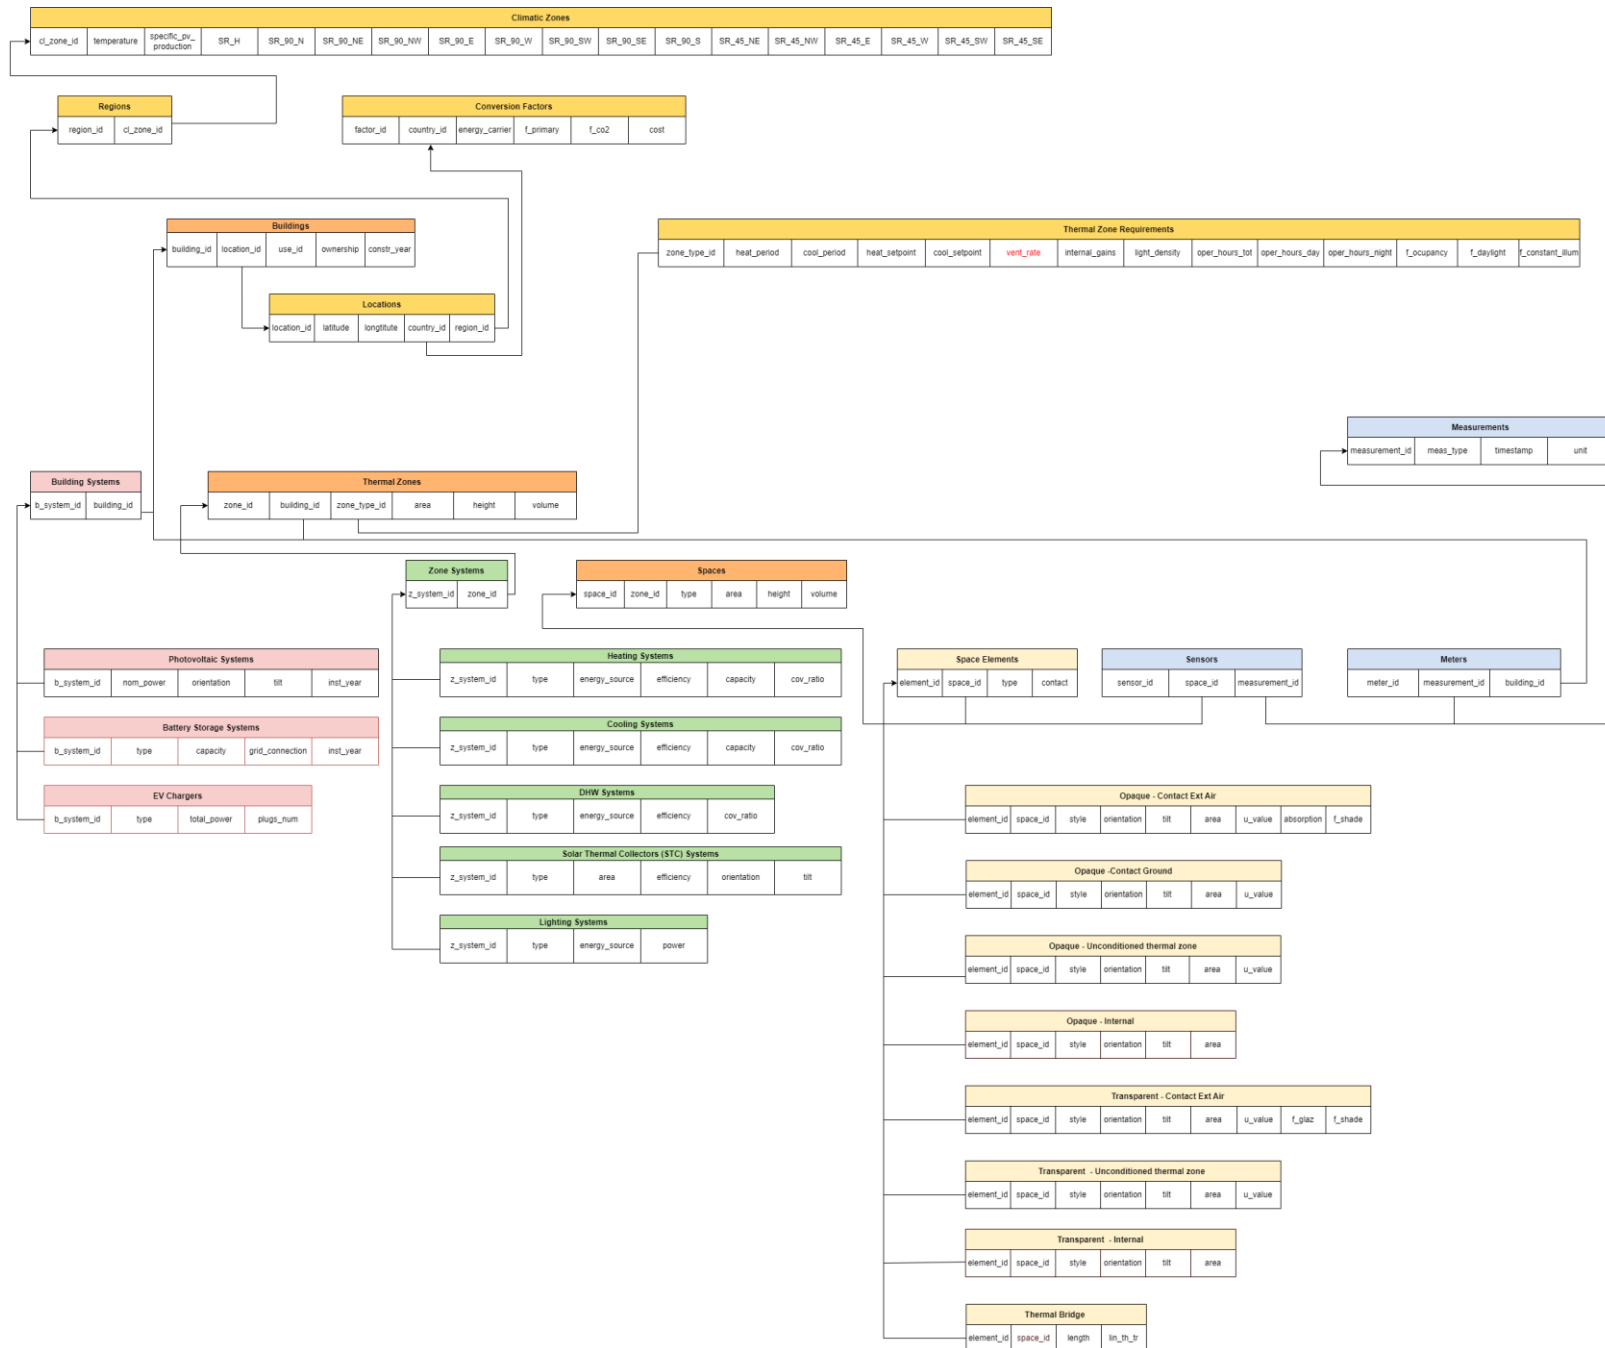 Climatic Zones
cl_zone_id temperature specific_pv_production SR_H SR_90_N SR_90_NE SR_90_NW SR_90_E SR_90_W SR_90_SW SR_90_SE SR_90_S SR_45_NE SR_45_NW SR_45_E SR_45_W SR_45_SW SR_45_SE
Regions
region_id cl_zone_id
Conversion Factors
factor_id country_id energy_carrier f_primary f_co2 cost
Buildings
building_id location_id use_id ownership constr_year
Thermal Zone Requirements
zone_type_id heat_period cool_period heat_setpoint cool_setpoint vent_rate internal_gains light_density oper_hours_tot oper_hours_day oper_hours_night f_ocupancy f_daylight f_constant_illum
Locations
location_id latitude longtitute country_id region_id
Measurements
measurement_id meas_type timestamp unit
Building Systems
b_system_id building_id
Thermal Zones
zone_id building_id zone_type_id area height volume
Zone Systems
z_system_id zone_id
Spaces
space_id zone_id type area height volume
Photovoltaic Systems
b_system_id nom_power orientation tilt inst_year
Heating Systems
z_system_id type energy_source efficiency capacity cov_ratio
Space Elements
element_id space_id type contact
Sensors
sensor_id space_id measurement_id
Meters
meter_id measurement_id building_id
Battery Storage Systems
b_system_id type capacity grid_connection inst_year
Cooling Systems
z_system_id type energy_source efficiency capacity cov_ratio
EV Chargers
b_system_id type total_power plugs_num
DHW Systems
z_system_id type energy_source efficiency cov_ratio
Opaque - Contact Ext Air
element_id space_id style orientation tilt area u_value absorption f_shade
Solar Thermal Collectors (STC) Systems
z_system_id type area efficiency orientation tilt
Opaque -Contact Ground
element_id space_id style orientation tilt area u_value
Lighting Systems
z_system_id type energy_source power
Opaque - Unconditioned thermal zone
element_id space_id style orientation tilt area u_value
Opaque - Internal
element_id space_id style orientation tilt area
Transparent - Contact Ext Air
element_id space_id style orientation tilt area u_value f_glaz f_shade
Transparent - Unconditioned thermal zone
element_id space_id style orientation tilt area u_value
Transparent - Internal
element_id space_id style orientation tilt area
Thermal Bridge
element_id space_id length lin_th_tr